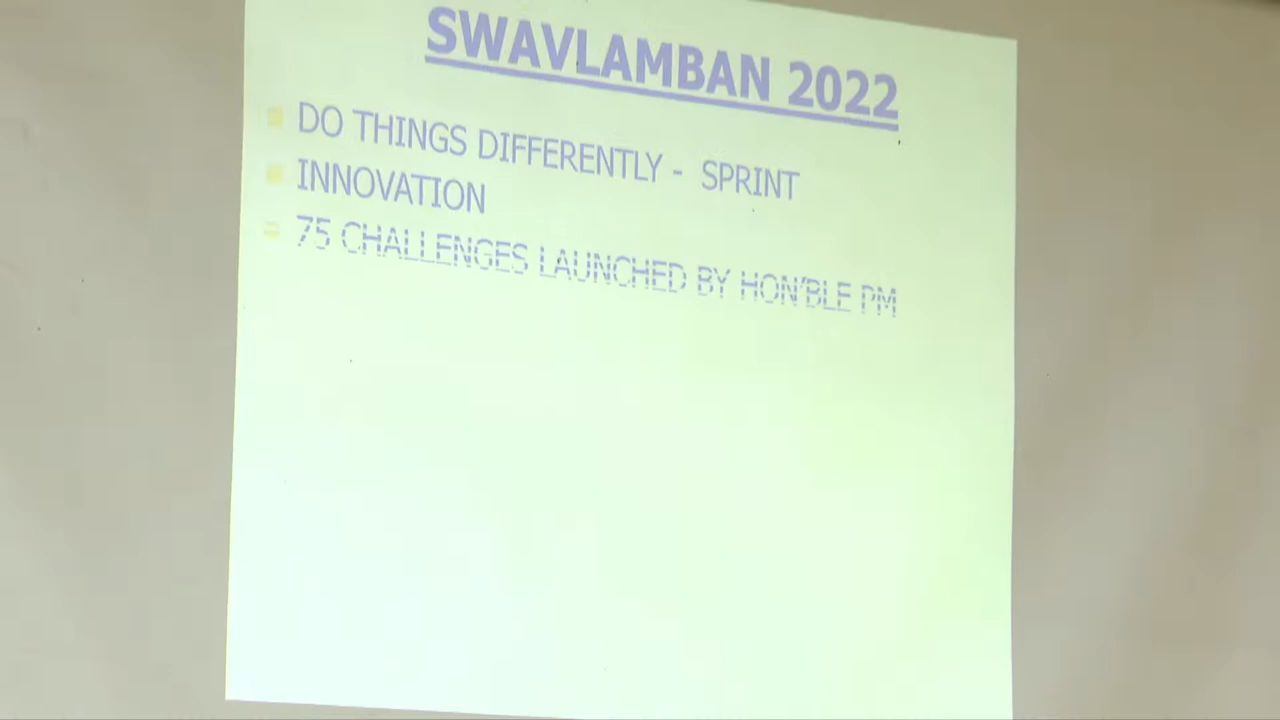 SWAVLAMBAN 2022
DO THINGS DIFFERENTLY - SPRINT
INNOVATION
75 CHALLENGES LAUNCHED BY HON'BLE PM